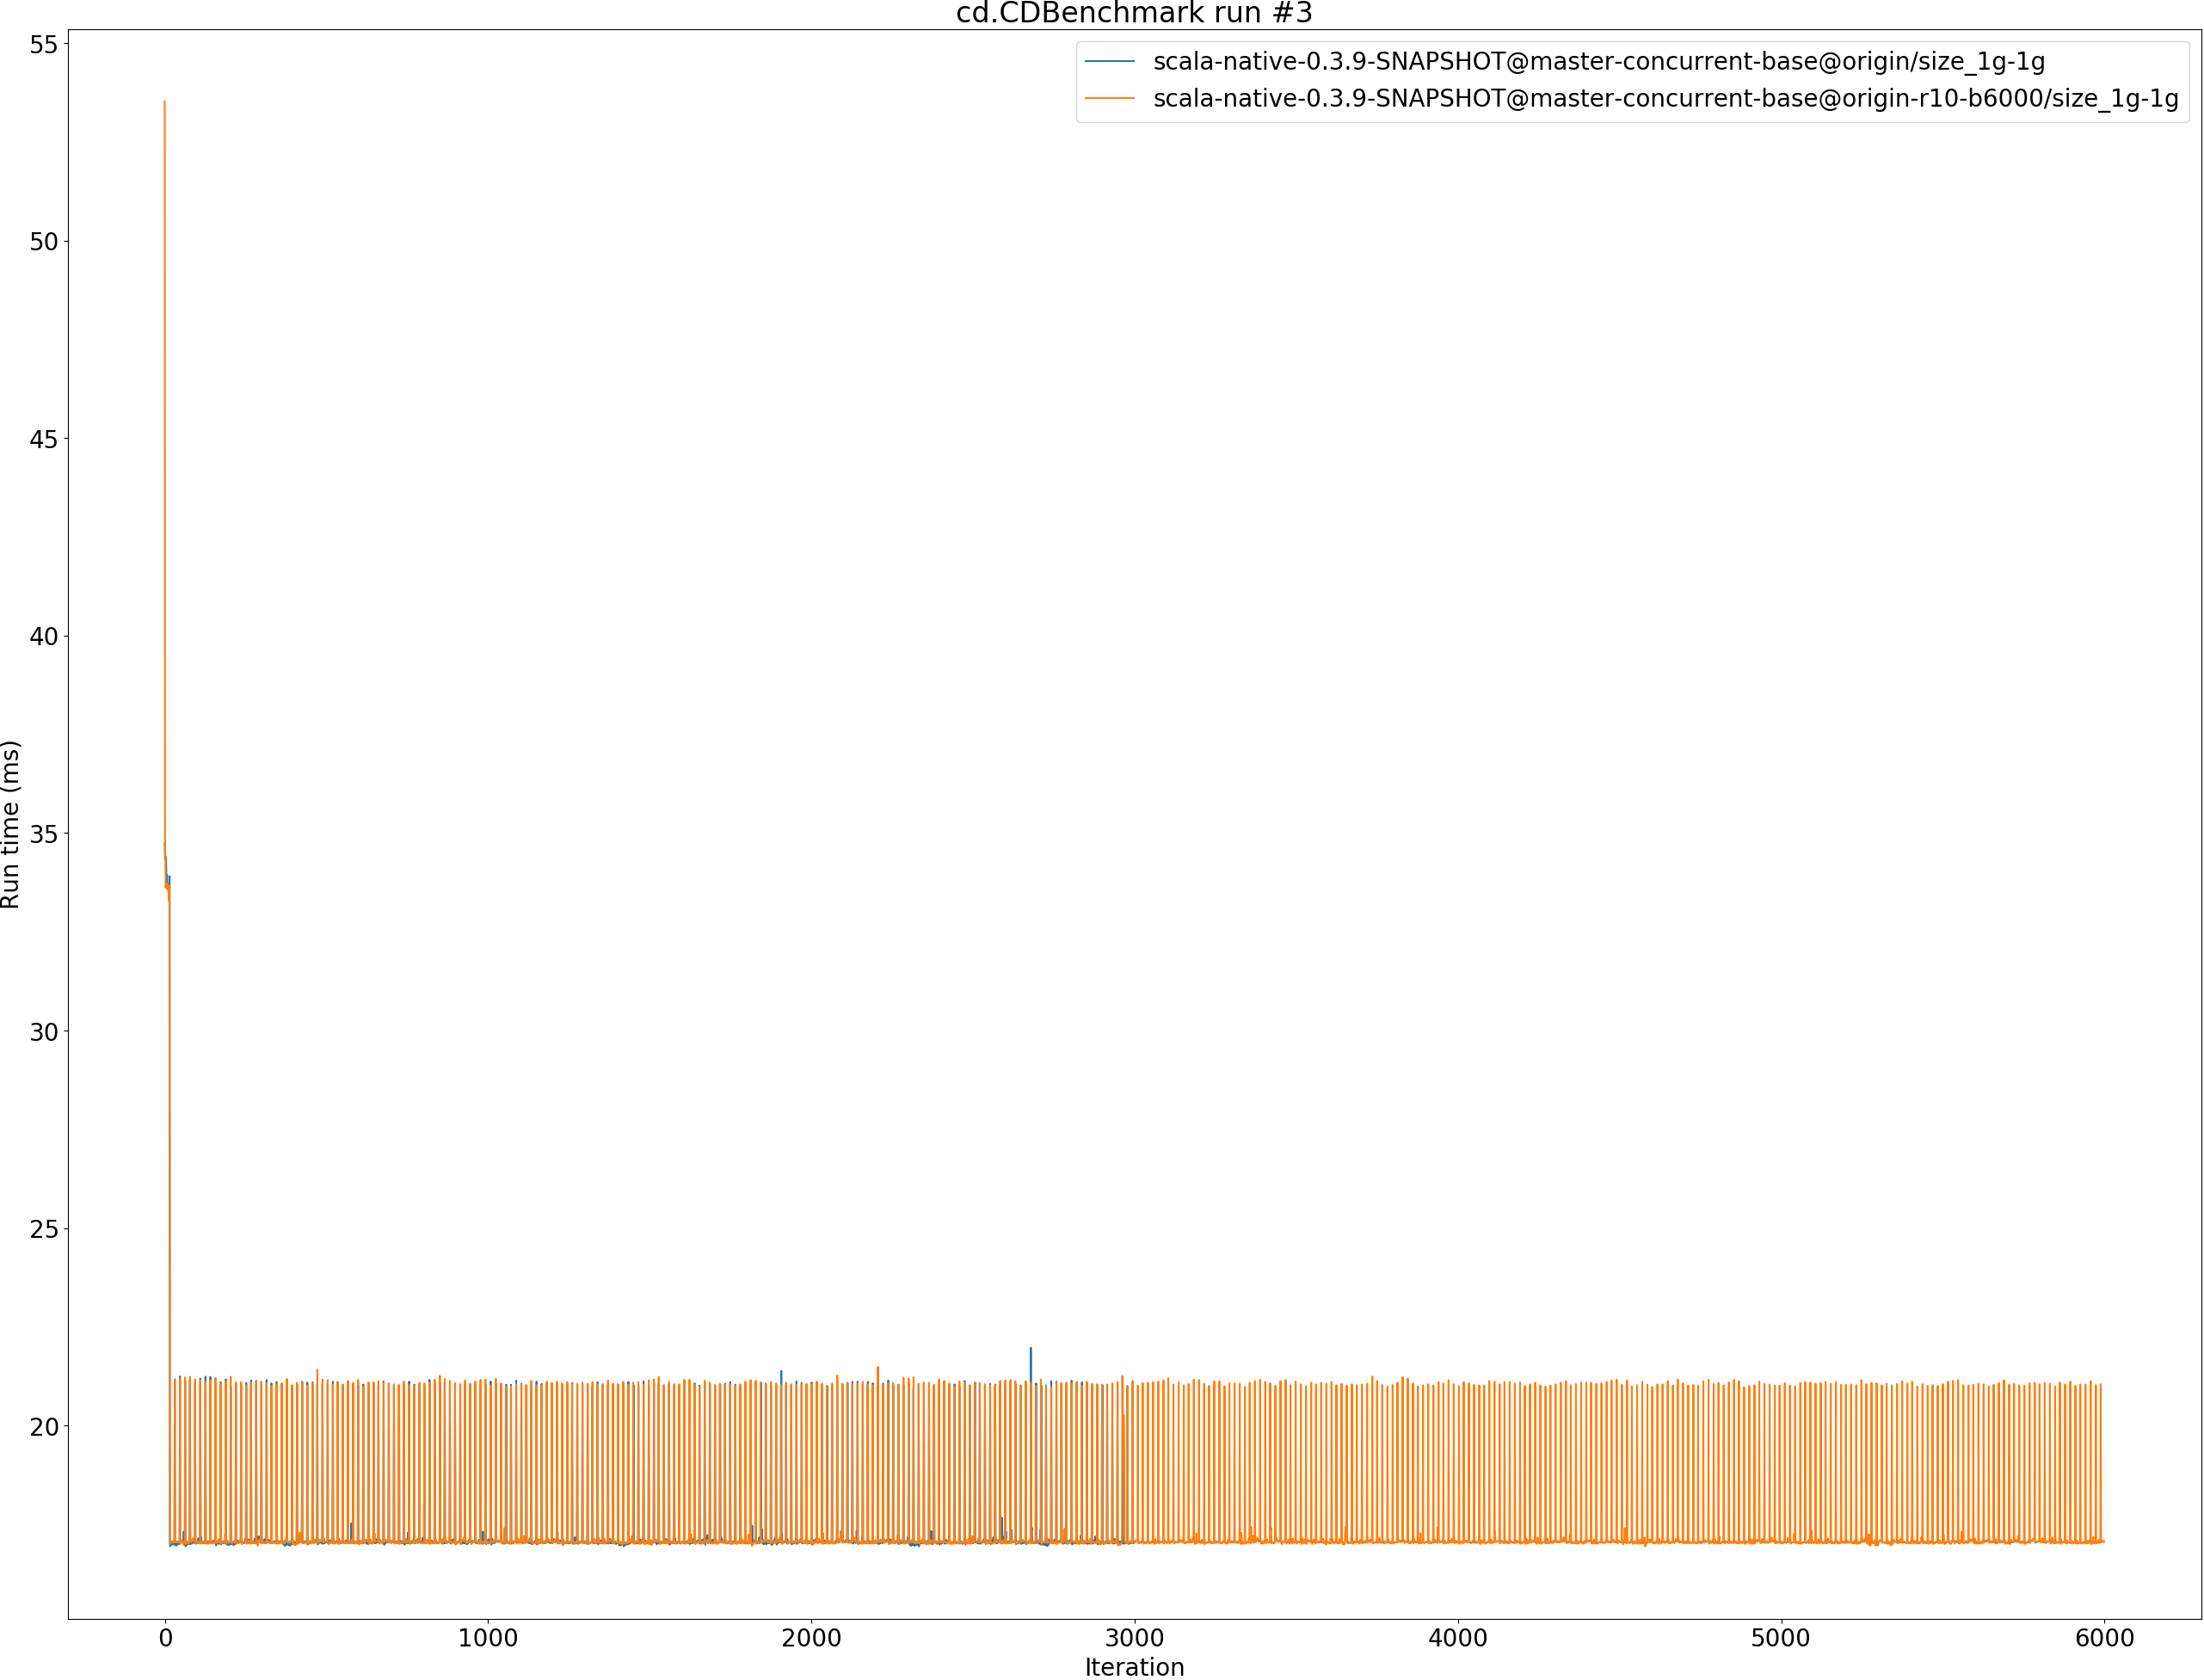 cd.CDBenchmark run #3
scala-native-0.3.9-SNAPSHOT@master-concurrent-base@origin/size_1g-1g
scala-native-0.3.9-SNAPSHOT@master-concurrent-base@origin-r10-b6000/size_1g-1g
55
50
45
40
35
30
25
20
Run time (ms)
0 1000 2000 3000 4000 5000 6000
Iteration